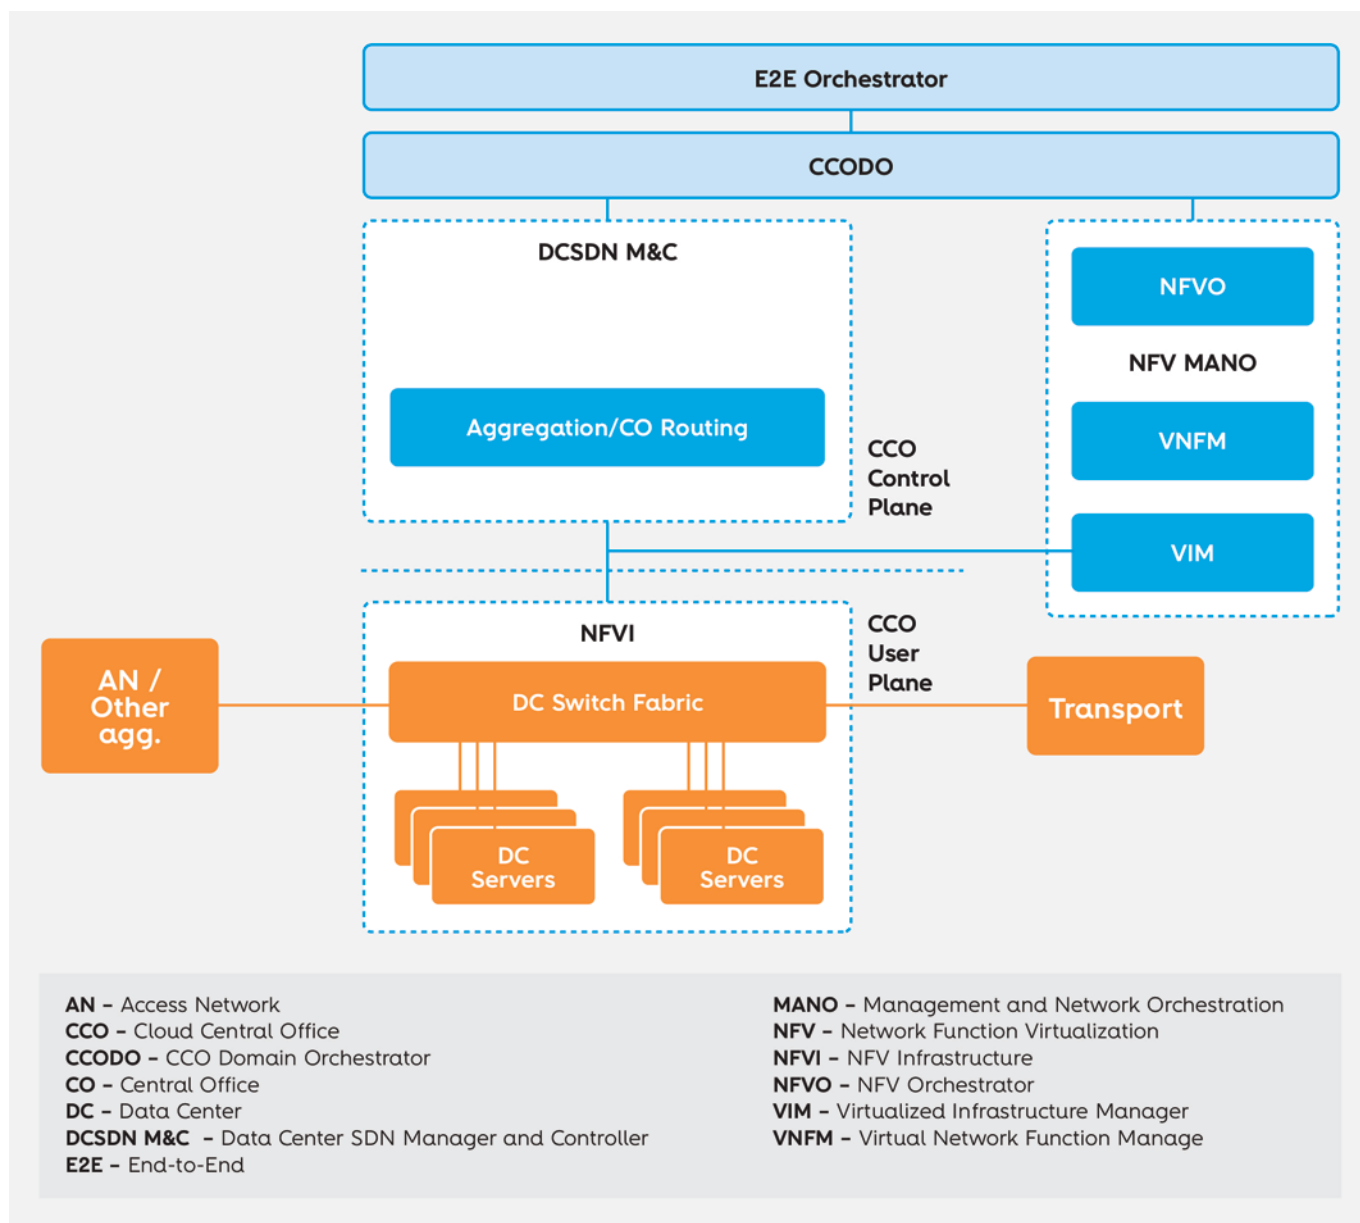 E2E Orchestrator
CCODO
DCSDN M&C
NFVO
NFV MANO
Aggregation/CO Routing
VNFM
CCO
Control
Plane
VIM
NFVI
CCO
User
Plane
AN /
Other
agg.
DC Switch Fabric
Transport
DC
Servers
DC
Servers
AN – Access Network
CCO – Cloud Central Office
CCODO – CCO Domain Orchestrator
CO – Central Office
DC – Data Center
DCSDN M&C – Data Center SDN Manager and Controller
E2E – End-to-End
MANO – Management and Network Orchestration
NFV – Network Function Virtualization
NFVI – NFV Infrastructure
NFVO – NFV Orchestrator
VIM – Virtualized Infrastructure Manager
VNFM – Virtual Network Function Manage